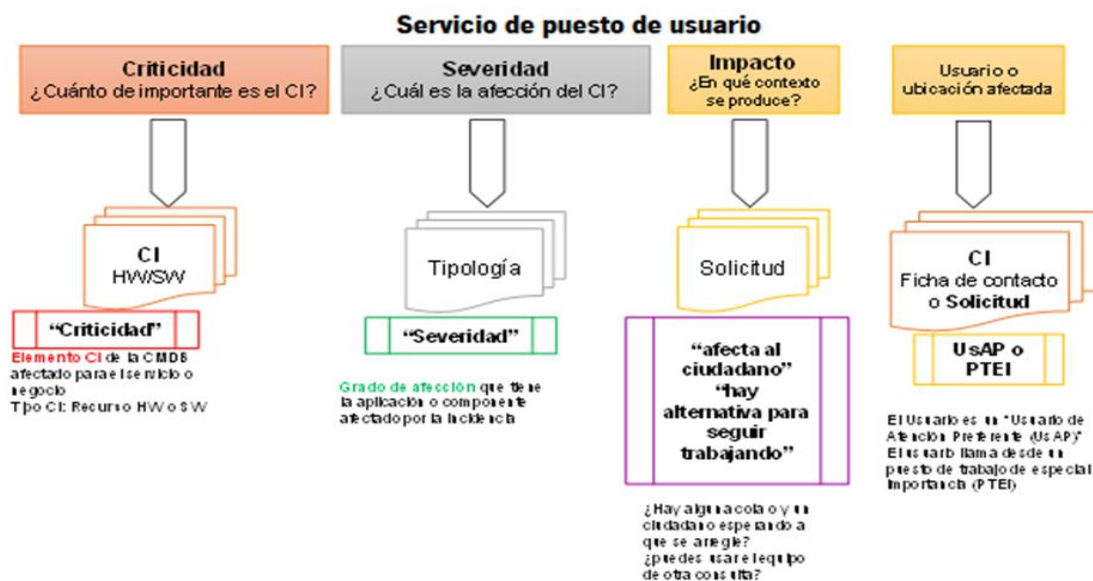 Servicio de puesto de usuario
Criticidad
¿Cuánto de importante es el CI?
Severidad
¿Cuál es la afección del CI?
Impacto
¿En qué contexto
se produce?
Usuario o
ubicación afectada
CI
HW/SW
Tipología
Solicitud
CI
Ficha de contacto
o Solicitud
"Criticidad"
Elemento CI de la CMDB
afectado para el servicio o
negocio
Tipo CI: Recurso HW o SW
"Severidad"
Grado de afección que tiene
la aplicación o componente
afectado por la incidencia
"afecta al
ciudadano"
"hay
alternativa para
seguir
trabajando"
¿Hay alguna cola o y un
ciudadano esperando a
que se arregle?
¿puedes usar el equipo
de otra consulta?
UsAP o
PTEI
El Usuario es un "Usuario de
Atención Preferente (UsAP)"
El usuario llama desde un
puesto de trabajo de especial
importancia (PTEI)